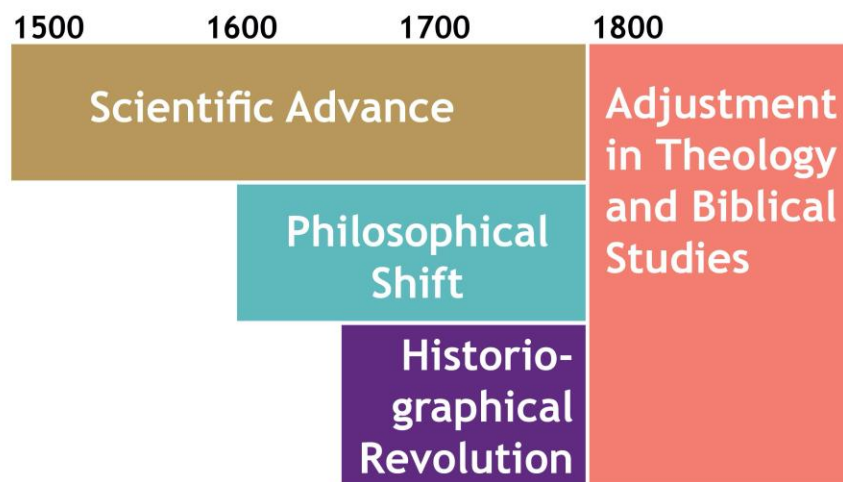 1500 1600 1700 1800
Scientific Advance
Philosophical
Shift
Historio-
graphical
Revolution
Adjustment
in Theology
and Biblical
Studies